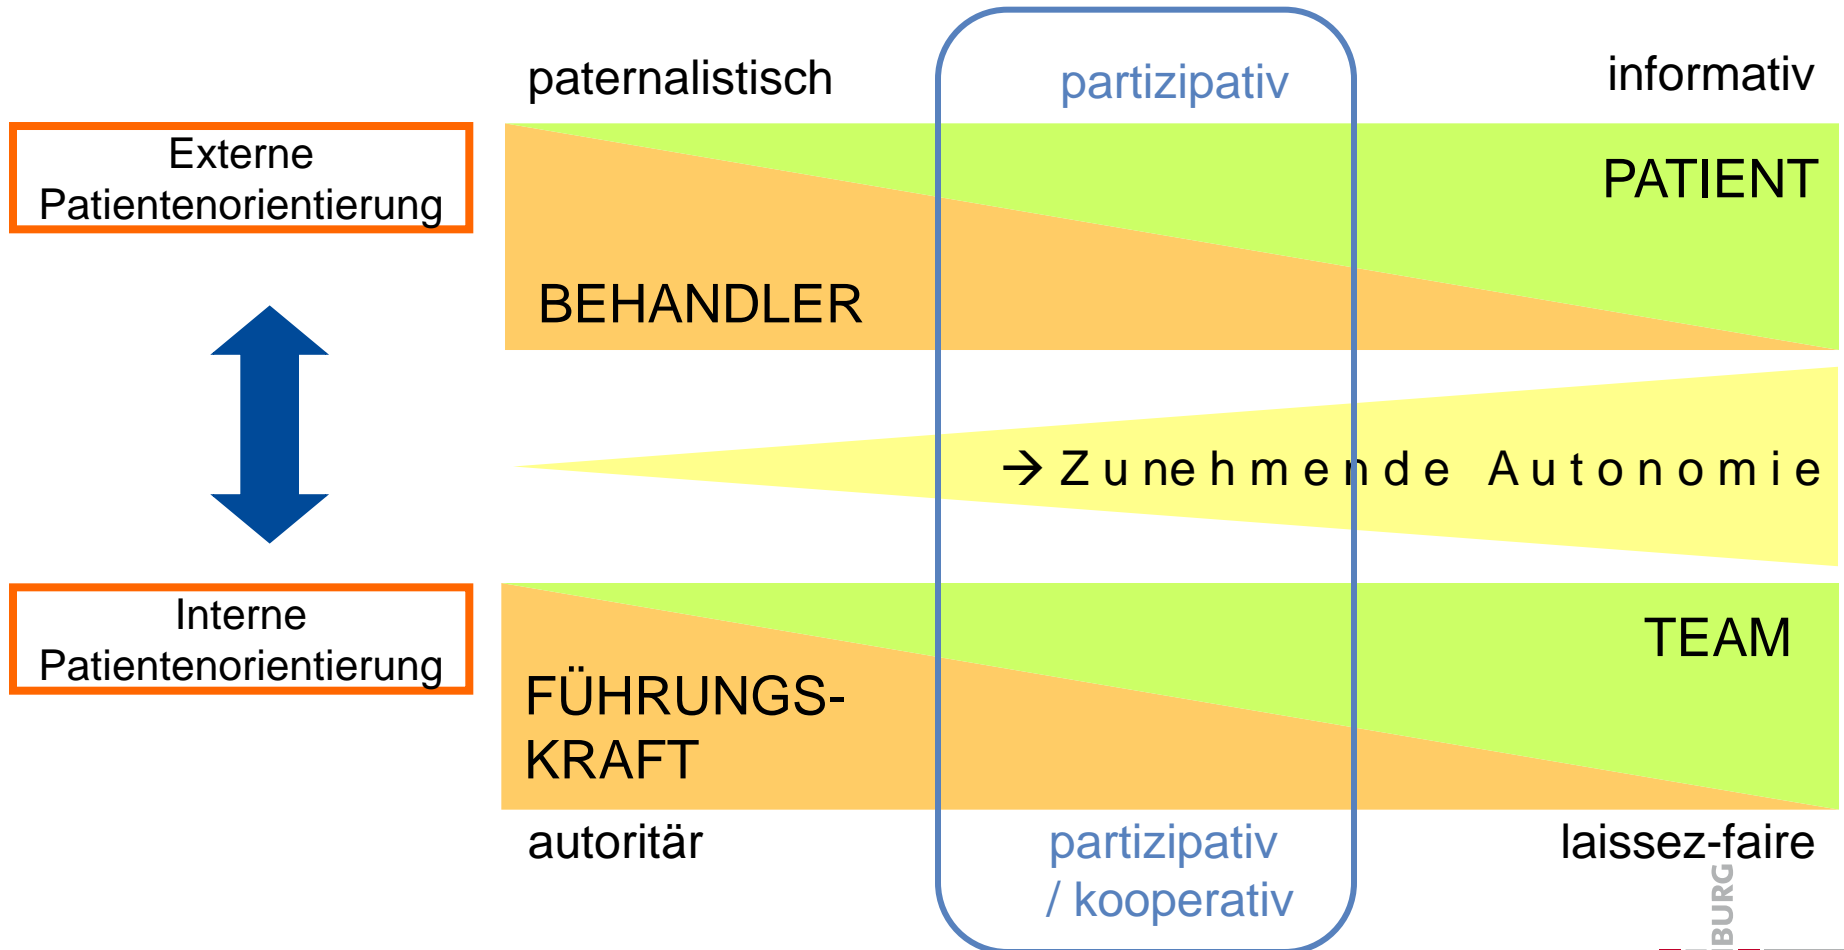 paternalistisch
partizipativ
informativ
Externe
Patientenorientierung
PATIENT
BEHANDLER
→ Zunehmende Autonomie
Interne
Patientenorientierung
TEAM
FÜHRUNGS-
KRAFT
autoritär
partizipativ
/ kooperativ
laissez-faire
BURG